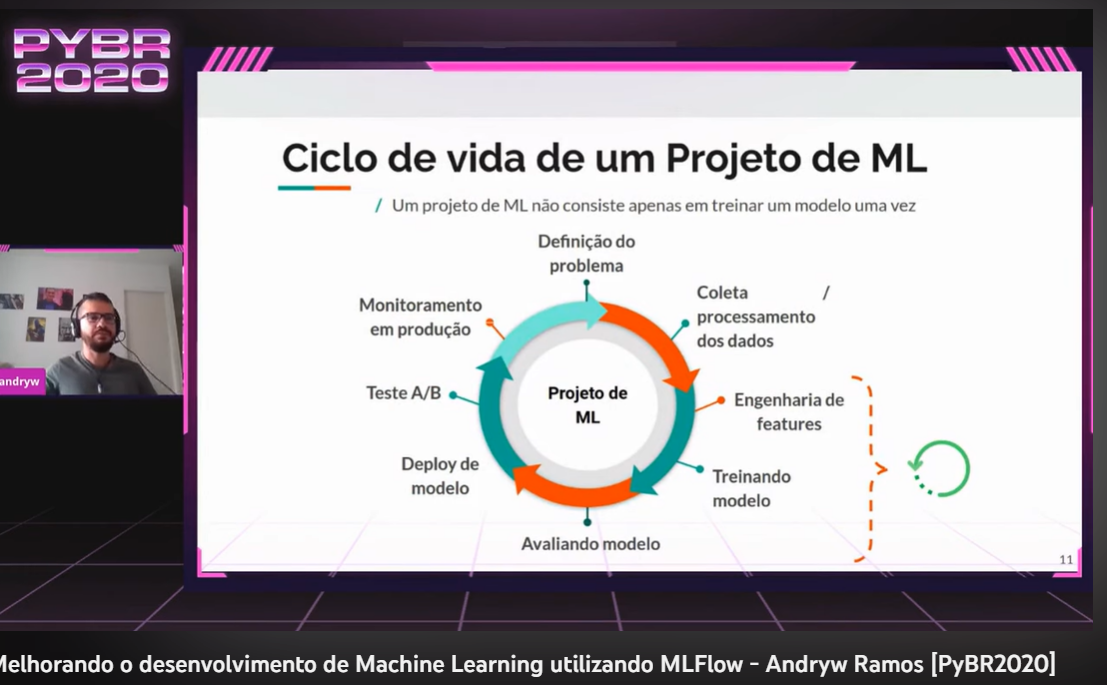 PYBR
2020
Ciclo de vida de um Projeto de ML
/ Um projeto de ML não consiste apenas em treinar um modelo uma vez
Definição do
problema
Coleta /
processamento
dos dados
Engenharia de
features
Treinando
modelo
Avaliando modelo
Deploy de
modelo
Teste A/B
Monitoramento
em produção
Projeto de
ML
andryw
11
Melhorando o desenvolvimento de Machine Learning utilizando MLFlow - Andryw Ramos [PyBR2020]